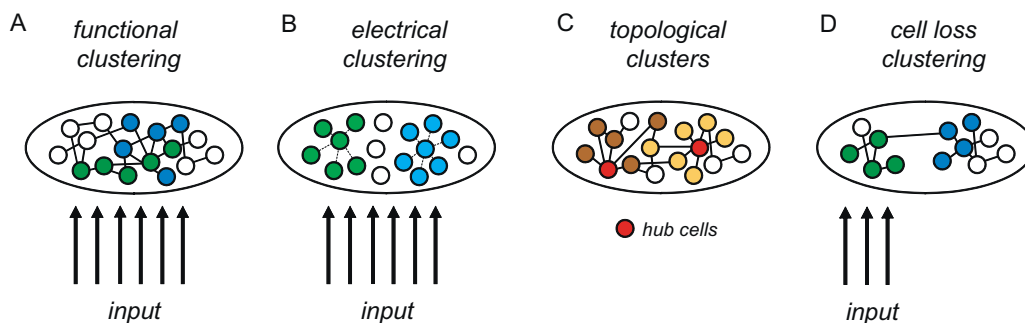 A
functional
clustering
input
B
electrical
clustering
input
C
topological
clusters
hub cells
D
cell loss
clustering
input